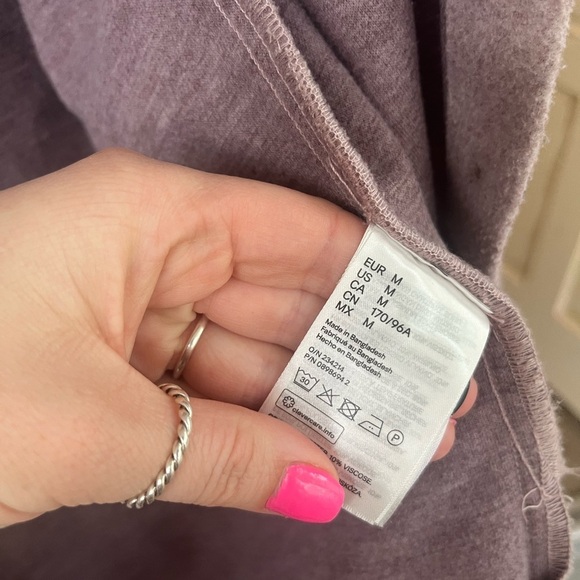 EUR M
US M
CA M
CN 170/96A
MX M
Made in Bangladesh
Fabriqué au Bangladesh
Hecho en Bangladesh
O/N 234214
P/N 0898694 2
30
P
clevercare.info
10% VISCOSE